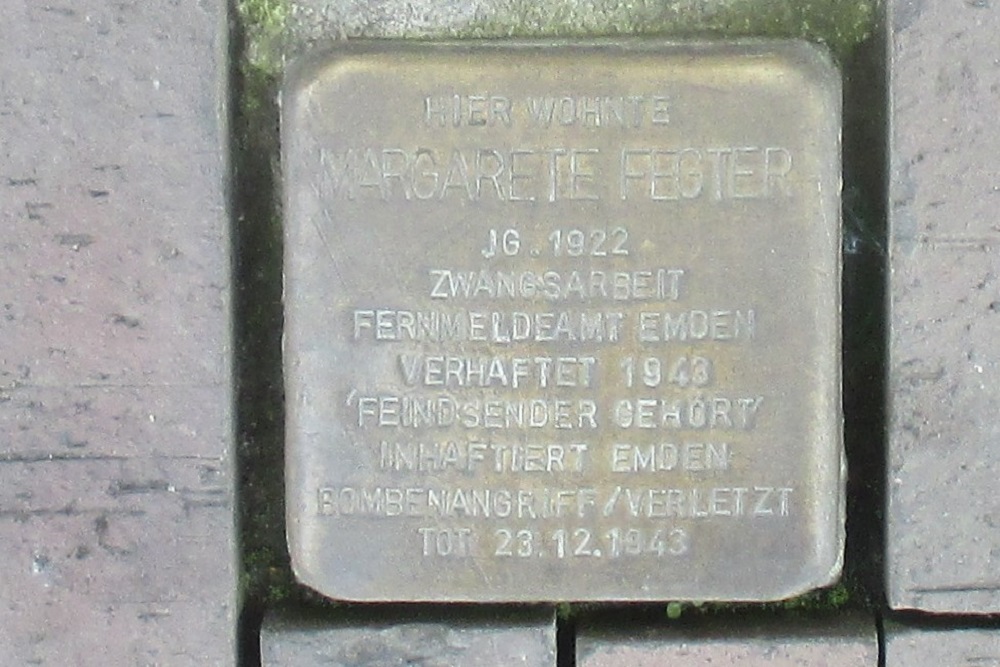 HIER WOHNTE
MARGARETE FEGTER
JG. 1922
ZWANGSARBEIT
FERNMELDEAMT EMDEN
VERHAFTET 1943
'FEINDSENDER GEHÖRT'
INHAFTIERT EMDEN
BOMBENANGRIFF/VERLETZT
TOT 23.12.1943